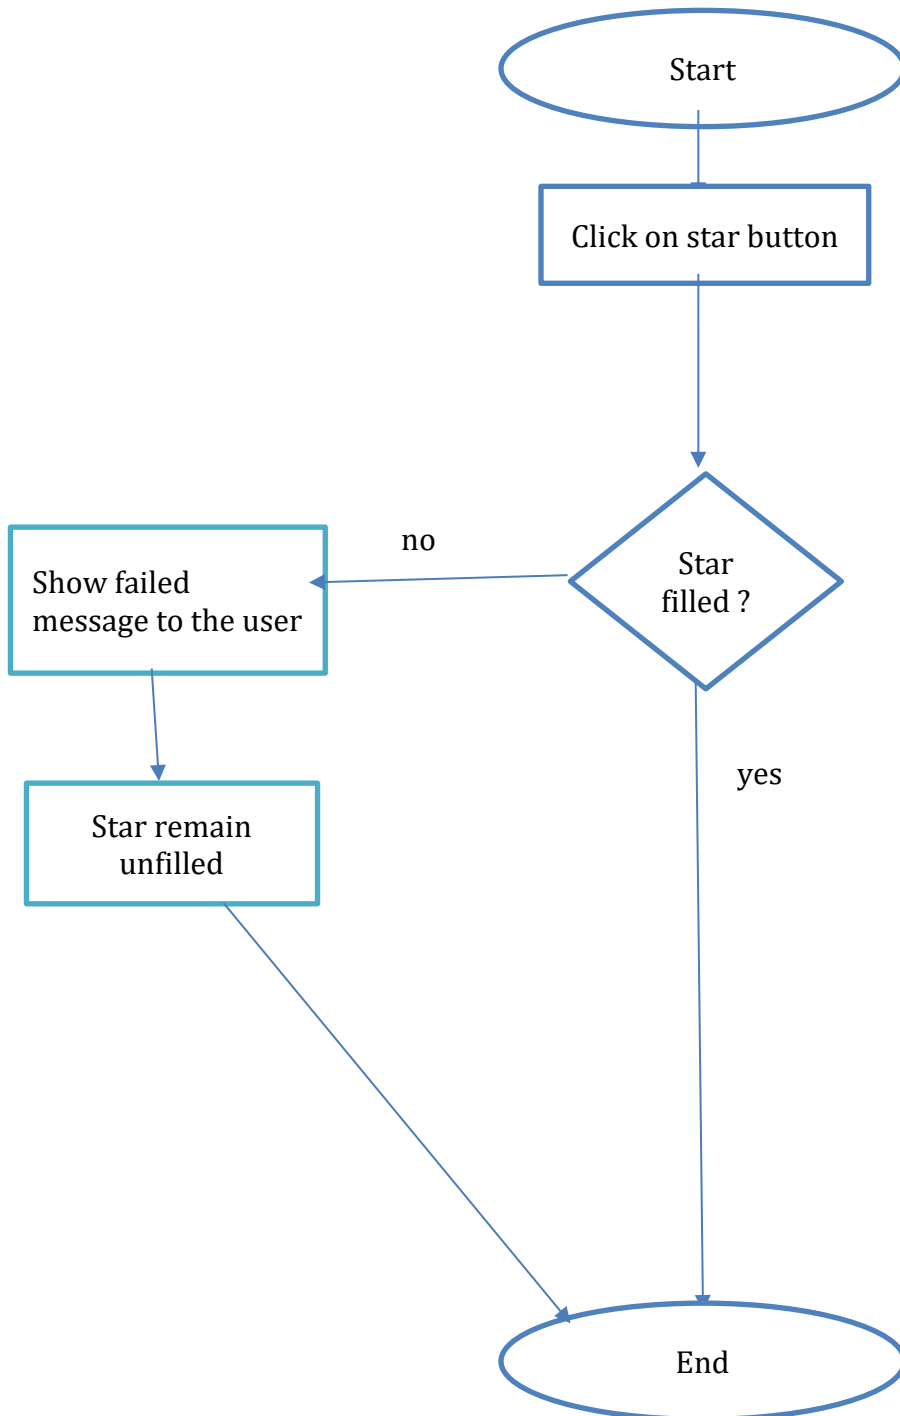 Start
Click on star button
no
Star
filled ?
Show failed
message to the user
yes
Star remain
unfilled
End